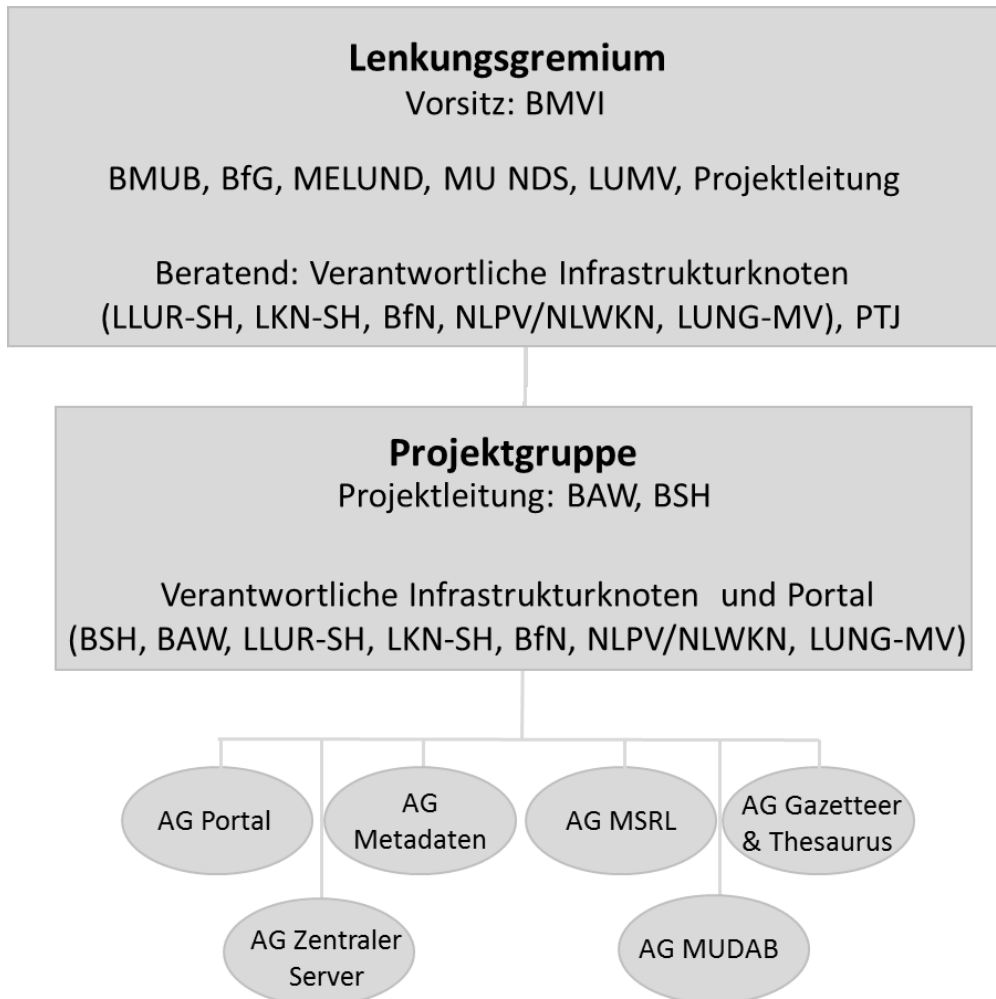 Lenkungsgremium
Vorsitz: BMVI
BMUB, BfG, MELUND, MU NDS, LUMV, Projektleitung
Beratend: Verantwortliche Infrastrukturknoten
(LLUR-SH, LKN-SH, BfN, NLPV/NLWKN, LUNG-MV), PTJ
Projektgruppe
Projektleitung: BAW, BSH
Verantwortliche Infrastrukturknoten und Portal
(BSH, BAW, LLUR-SH, LKN-SH, BfN, NLPV/NLWKN, LUNG-MV)
AG Portal
AG
Metadaten
AG MSRL
AG Gazetteer
& Thesaurus
AG Zentraler
Server
AG MUDAB